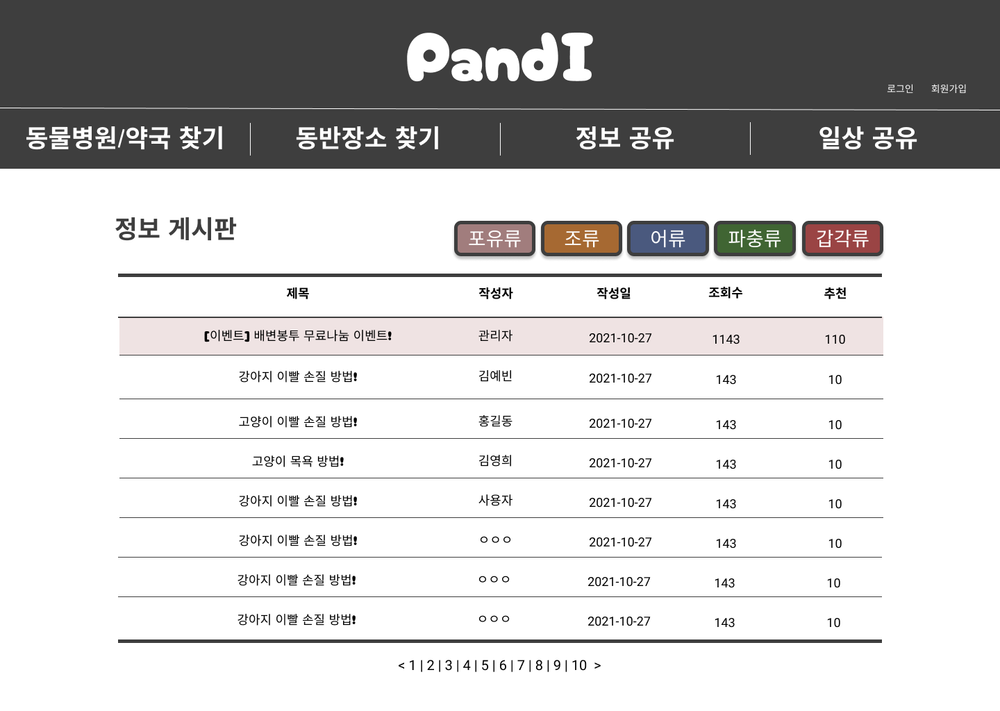 PandI
로그인 회원가입
동물병원/약국 찾기 동반장소 찾기 정보 공유 일상 공유
정보 게시판 포유류 조류 어류 파충류 갑각류
제목 작성자 작성일 조회수 추천
[이벤트] 배변봉투 무료나눔 이벤트! 관리자 2021-10-27 1143 110
강아지 이빨 손질 방법! 김예빈 2021-10-27 143 10
고양이 이빨 손질 방법! 홍길동 2021-10-27 143 10
고양이 목욕 방법! 김영희 2021-10-27 143 10
강아지 이빨 손질 방법! 사용자 2021-10-27 143 10
강아지 이빨 손질 방법! ㅇㅇㅇ 2021-10-27 143 10
강아지 이빨 손질 방법! ㅇㅇㅇ 2021-10-27 143 10
강아지 이빨 손질 방법! ㅇㅇㅇ 2021-10-27 143 10
< 1 | 2 | 3 | 4 | 5 | 6 | 7 | 8 | 9 | 10 >